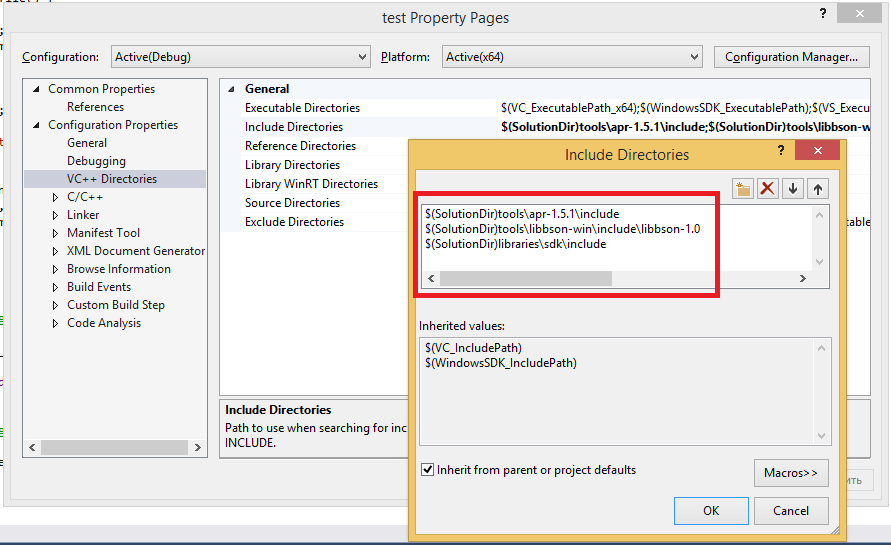 test Property Pages
?
Configuration: Active(Debug) Platform: Active(x64) Configuration Manager...
Common Properties
References
Configuration Properties
General
Debugging
VC++ Directories
C/C++
Linker
Manifest Tool
XML Document Generator
Browse Information
Build Events
Custom Build Step
Code Analysis
General
Executable Directories $(VC_ExecutablePath_x64);$(WindowsSDK_ExecutablePath);$(VS_Execu
Include Directories $(SolutionDir)tools\apr-1.5.1\include;$(SolutionDir)tools\libbson-w
Reference Directories
Library Directories
Library WinRT Directories
Source Directories
Exclude Directories
table
Include Directories
Path to use when searching for inc
INCLUDE.
ить
Include Directories
?
$(SolutionDir)tools\apr-1.5.1\include
$(SolutionDir)tools\libbson-win\include\libbson-1.0
$(SolutionDir)libraries\sdk\include
Inherited values:
$(VC_IncludePath)
$(WindowsSDK_IncludePath)
Inherit from parent or project defaults
Macros>>
OK Cancel